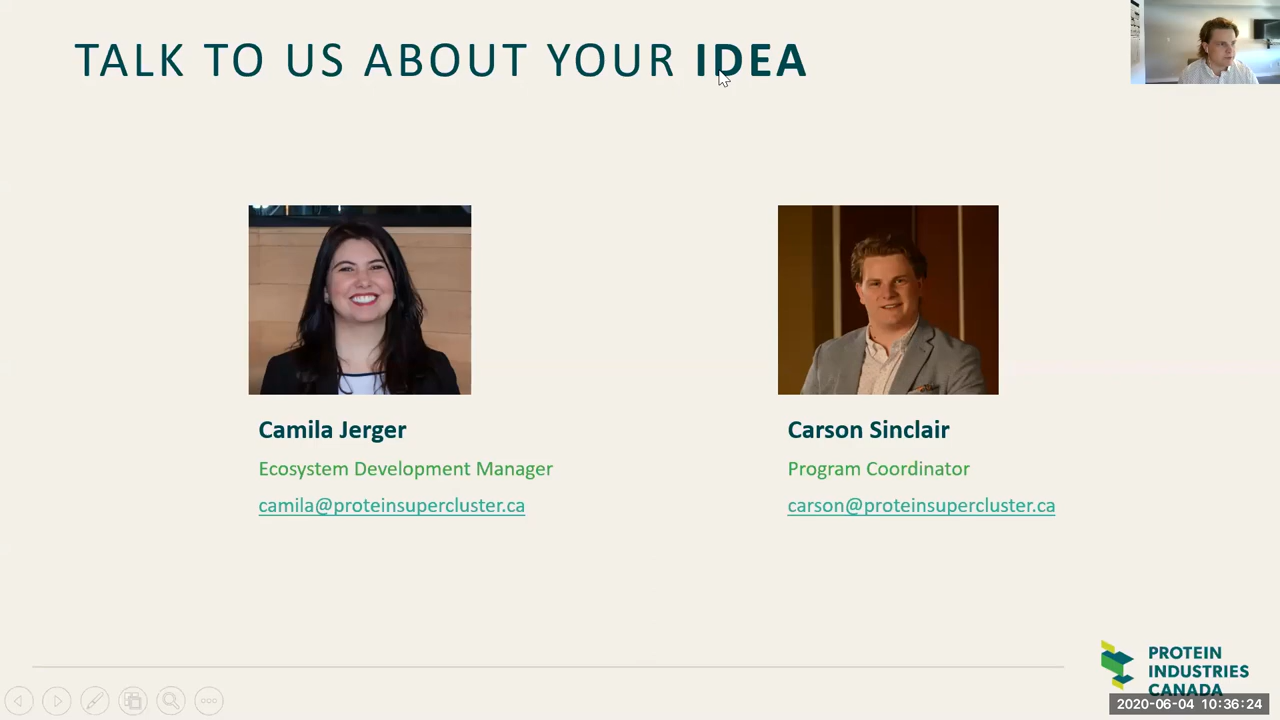 TALK TO US ABOUT YOUR IDEA
Camila Jerger
Ecosystem Development Manager
camila@proteinsupercluster.ca
Carson Sinclair
Program Coordinator
carson@proteinsupercluster.ca
PROTEIN
INDUSTRIES
CANADA
2020-06-04 10:36:24